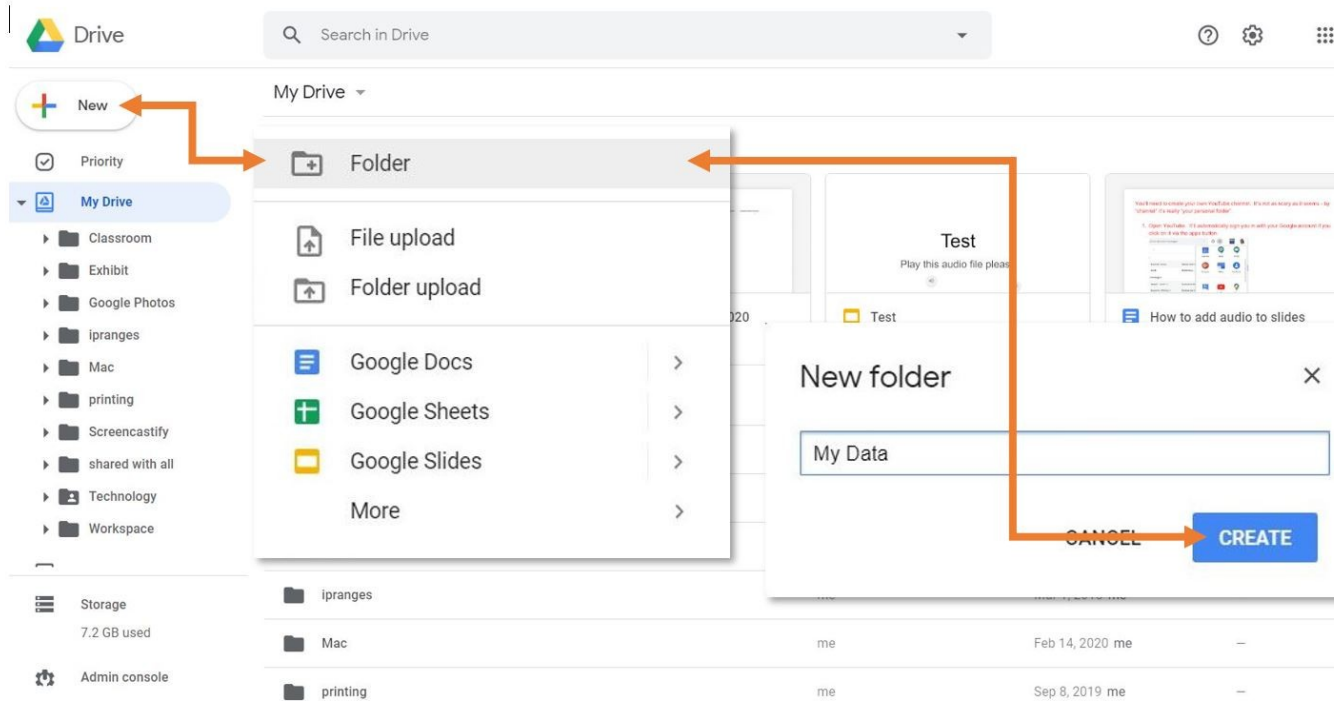 Drive
Search in Drive
New
My Drive
Priority
My Drive
Classroom
Exhibit
Google Photos
ipranges
Mac
printing
Screencastify
shared with all
Technology
Workspace
Storage
7.2 GB used
Admin console
Folder
File upload
Folder upload
Google Docs
Google Sheets
Google Slides
More
Test
Play this audio file pleas
020
Test
How to add audio to slides
New folder
My Data
CANCEL
CREATE
ipranges
Mac me Feb 14, 2020 me –
printing me Sep 8, 2019 me –